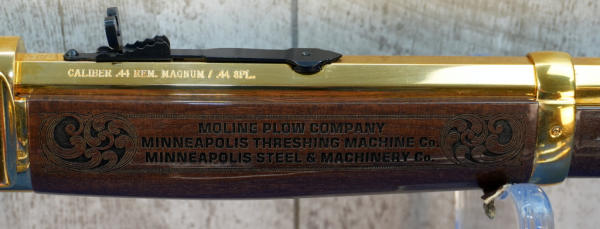 CALIBER .44 REM. MAGNUM / .44 SPL.
MOLINE PLOW COMPANY
MINNEAPOLIS THRESHING MACHINE Co.
MINNEAPOLIS STEEL & MACHINERY Co.